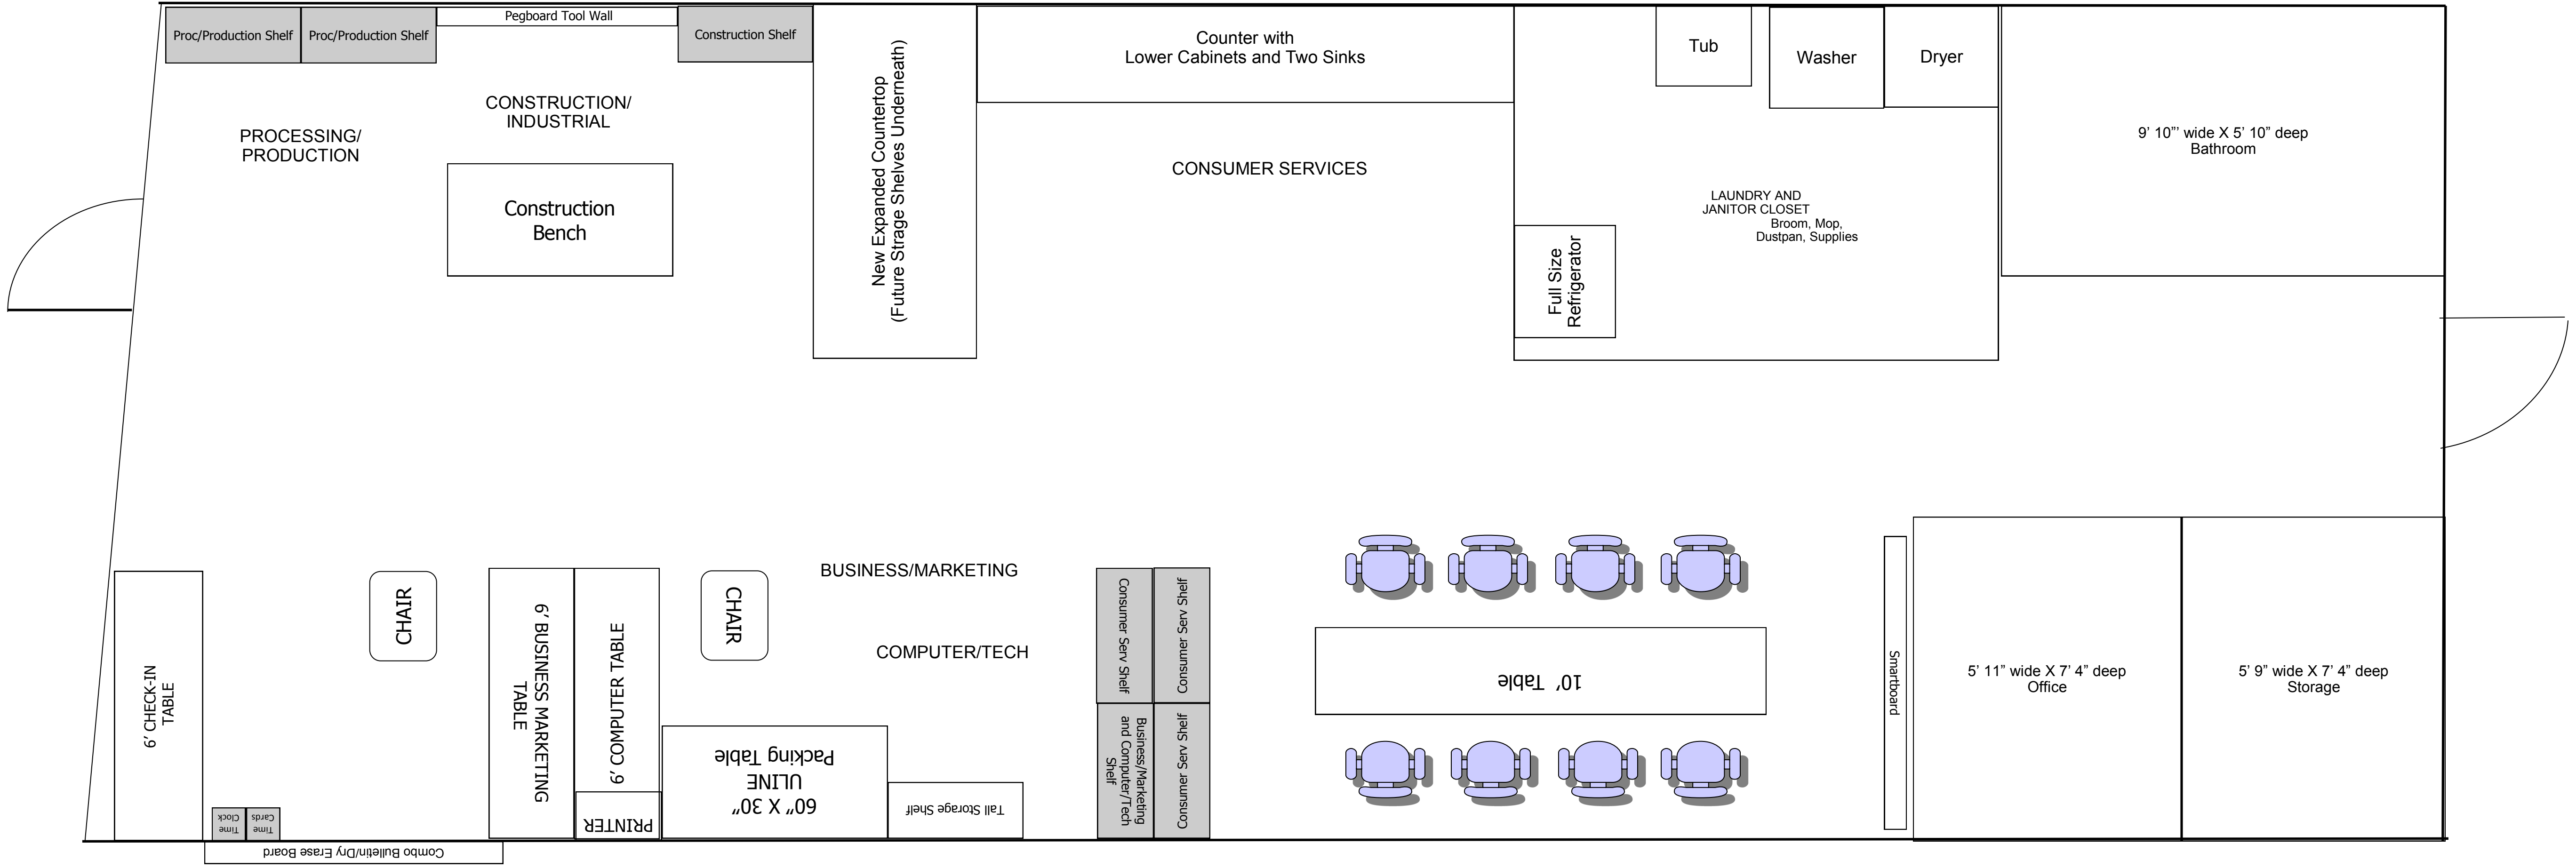 Pegboard Tool Wall
Proc/Production Shelf
Proc/Production Shelf
Construction Shelf
Counter with
Lower Cabinets and Two Sinks
Tub
Washer
Dryer
CONSTRUCTION/
INDUSTRIAL
PROCESSING/
PRODUCTION
New Expanded Countertop
(Future Strage Shelves Underneath)
CONSUMER SERVICES
9’ 10”’ wide X 5’ 10” deep
Bathroom
Construction
Bench
LAUNDRY AND
JANITOR CLOSET
Broom, Mop,
Dustpan, Supplies
Full Size
Refrigerator
BUSINESS/MARKETING
COMPUTER/TECH
6’ CHECK-IN
TABLE
CHAIR
6’ BUSINESS MARKETING
TABLE
6’ COMPUTER TABLE
CHAIR
PRINTER
60” X 30”
ULINE
Packing Table
Tall Storage Shelf
Consumer Serv Shelf
Consumer Serv Shelf
Business/Marketing
and Computer/Tech
Shelf
Consumer Serv Shelf
10’ Table
Smartboard
5’ 11” wide X 7’ 4” deep
Office
5’ 9” wide X 7’ 4” deep
Storage
Time
Clock
Time
Cards
Combo Bulletin/Dry Erase Board